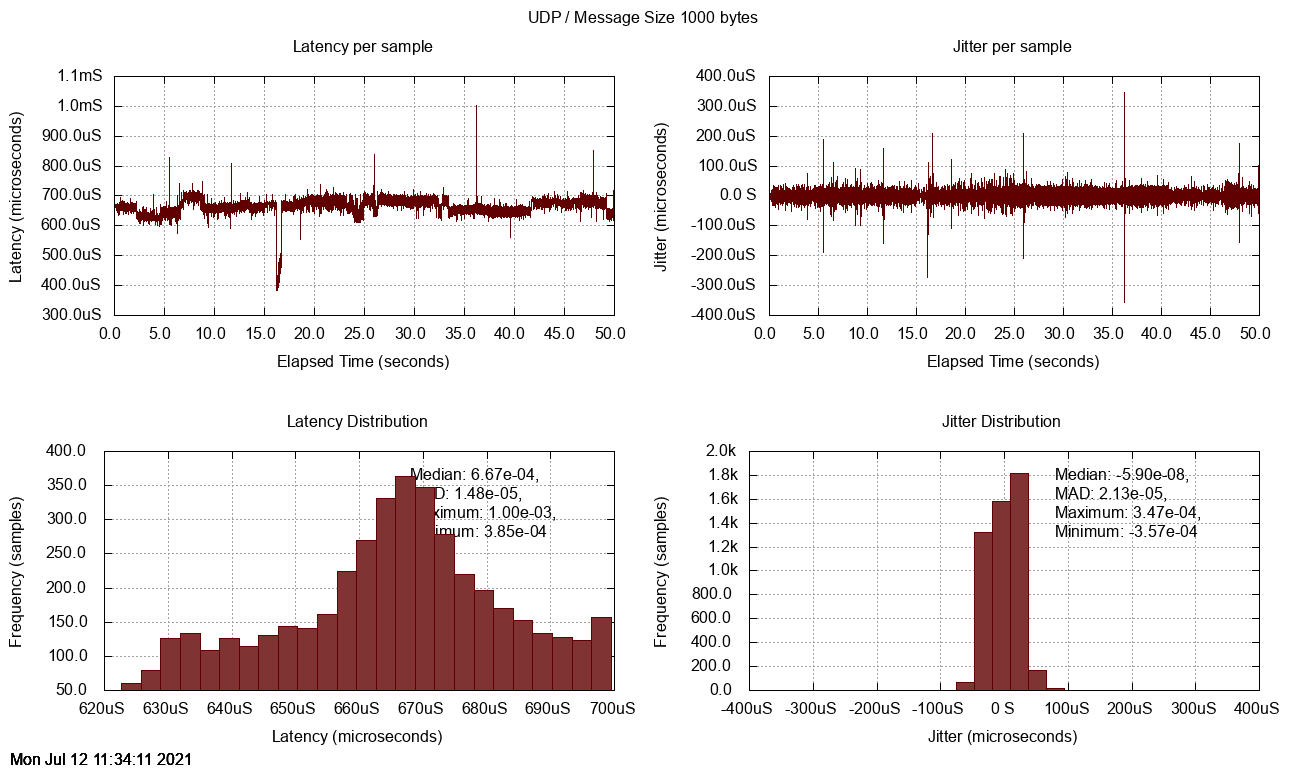 UDP / Message Size 1000 bytes
Latency per sample
1.1mS
1.0mS
900.0uS
800.0uS
700.0uS
600.0uS
500.0uS
400.0uS
300.0uS
Latency (microseconds)
0.0 5.0 10.0 15.0 20.0 25.0 30.0 35.0 40.0 45.0 50.0
Elapsed Time (seconds)
Jitter per sample
400.0uS
300.0uS
200.0uS
100.0uS
0.0 S
-100.0uS
-200.0uS
-300.0uS
-400.0uS
Jitter (microseconds)
0.0 5.0 10.0 15.0 20.0 25.0 30.0 35.0 40.0 45.0 50.0
Elapsed Time (seconds)
Latency Distribution
400.0
350.0
300.0
250.0
200.0
150.0
100.0
50.0
Frequency (samples)
Median: 6.67e-04,
D: 1.48e-05,
ximum: 1.00e-03,
imum: 3.85e-04
620uS 630uS 640uS 650uS 660uS 670uS 680uS 690uS 700uS
Latency (microseconds)
Jitter Distribution
2.0k
1.8k
1.6k
1.4k
1.2k
1.0k
800.0
600.0
400.0
200.0
0.0
Frequency (samples)
Median: -5.90e-08,
MAD: 2.13e-05,
Maximum: 3.47e-04,
Minimum: -3.57e-04
-400uS -300uS -200uS -100uS 0 S 100uS 200uS 300uS 400uS
Jitter (microseconds)
Mon Jul 12 11:34:11 2021